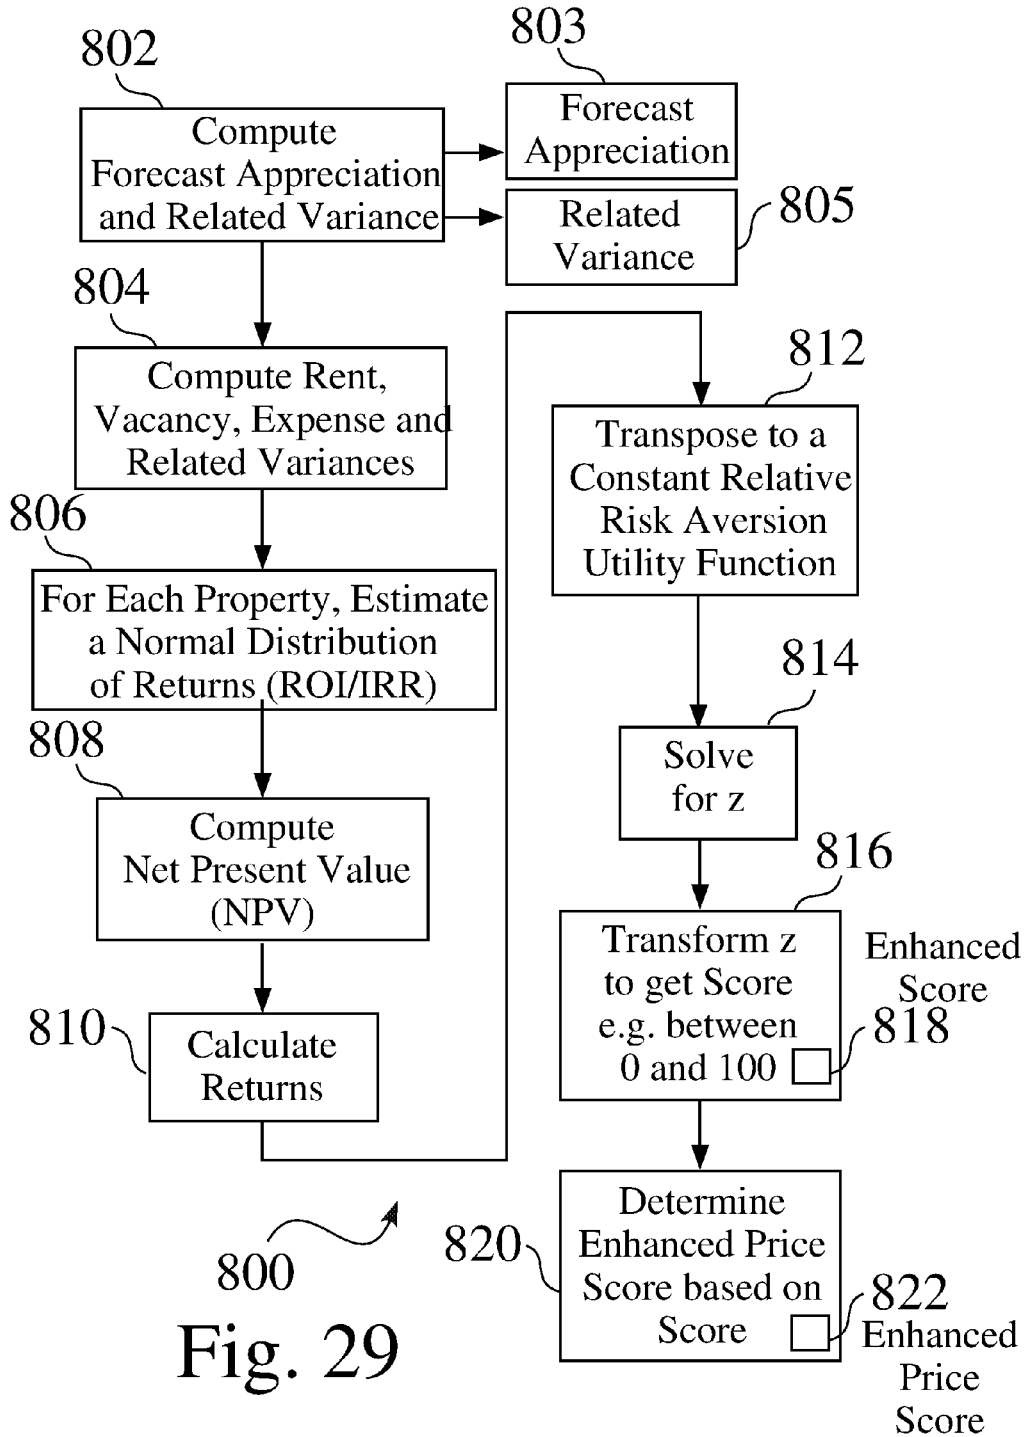 802
Compute
Forecast Appreciation
and Related Variance
803
Forecast
Appreciation
805
Related
Variance
804
Compute Rent,
Vacancy, Expense and
Related Variances
806
For Each Property, Estimate
a Normal Distribution
of Returns (ROI/IRR)
808
Compute
Net Present Value
(NPV)
810
Calculate
Returns
812
Transpose to a
Constant Relative
Risk Aversion
Utility Function
814
Solve
for z
816
Transform z
to get Score
e.g. between
0 and 100
Enhanced
Score
818
820
Determine
Enhanced Price
Score based on
Score
822
Enhanced
Price
Score
800
Fig. 29